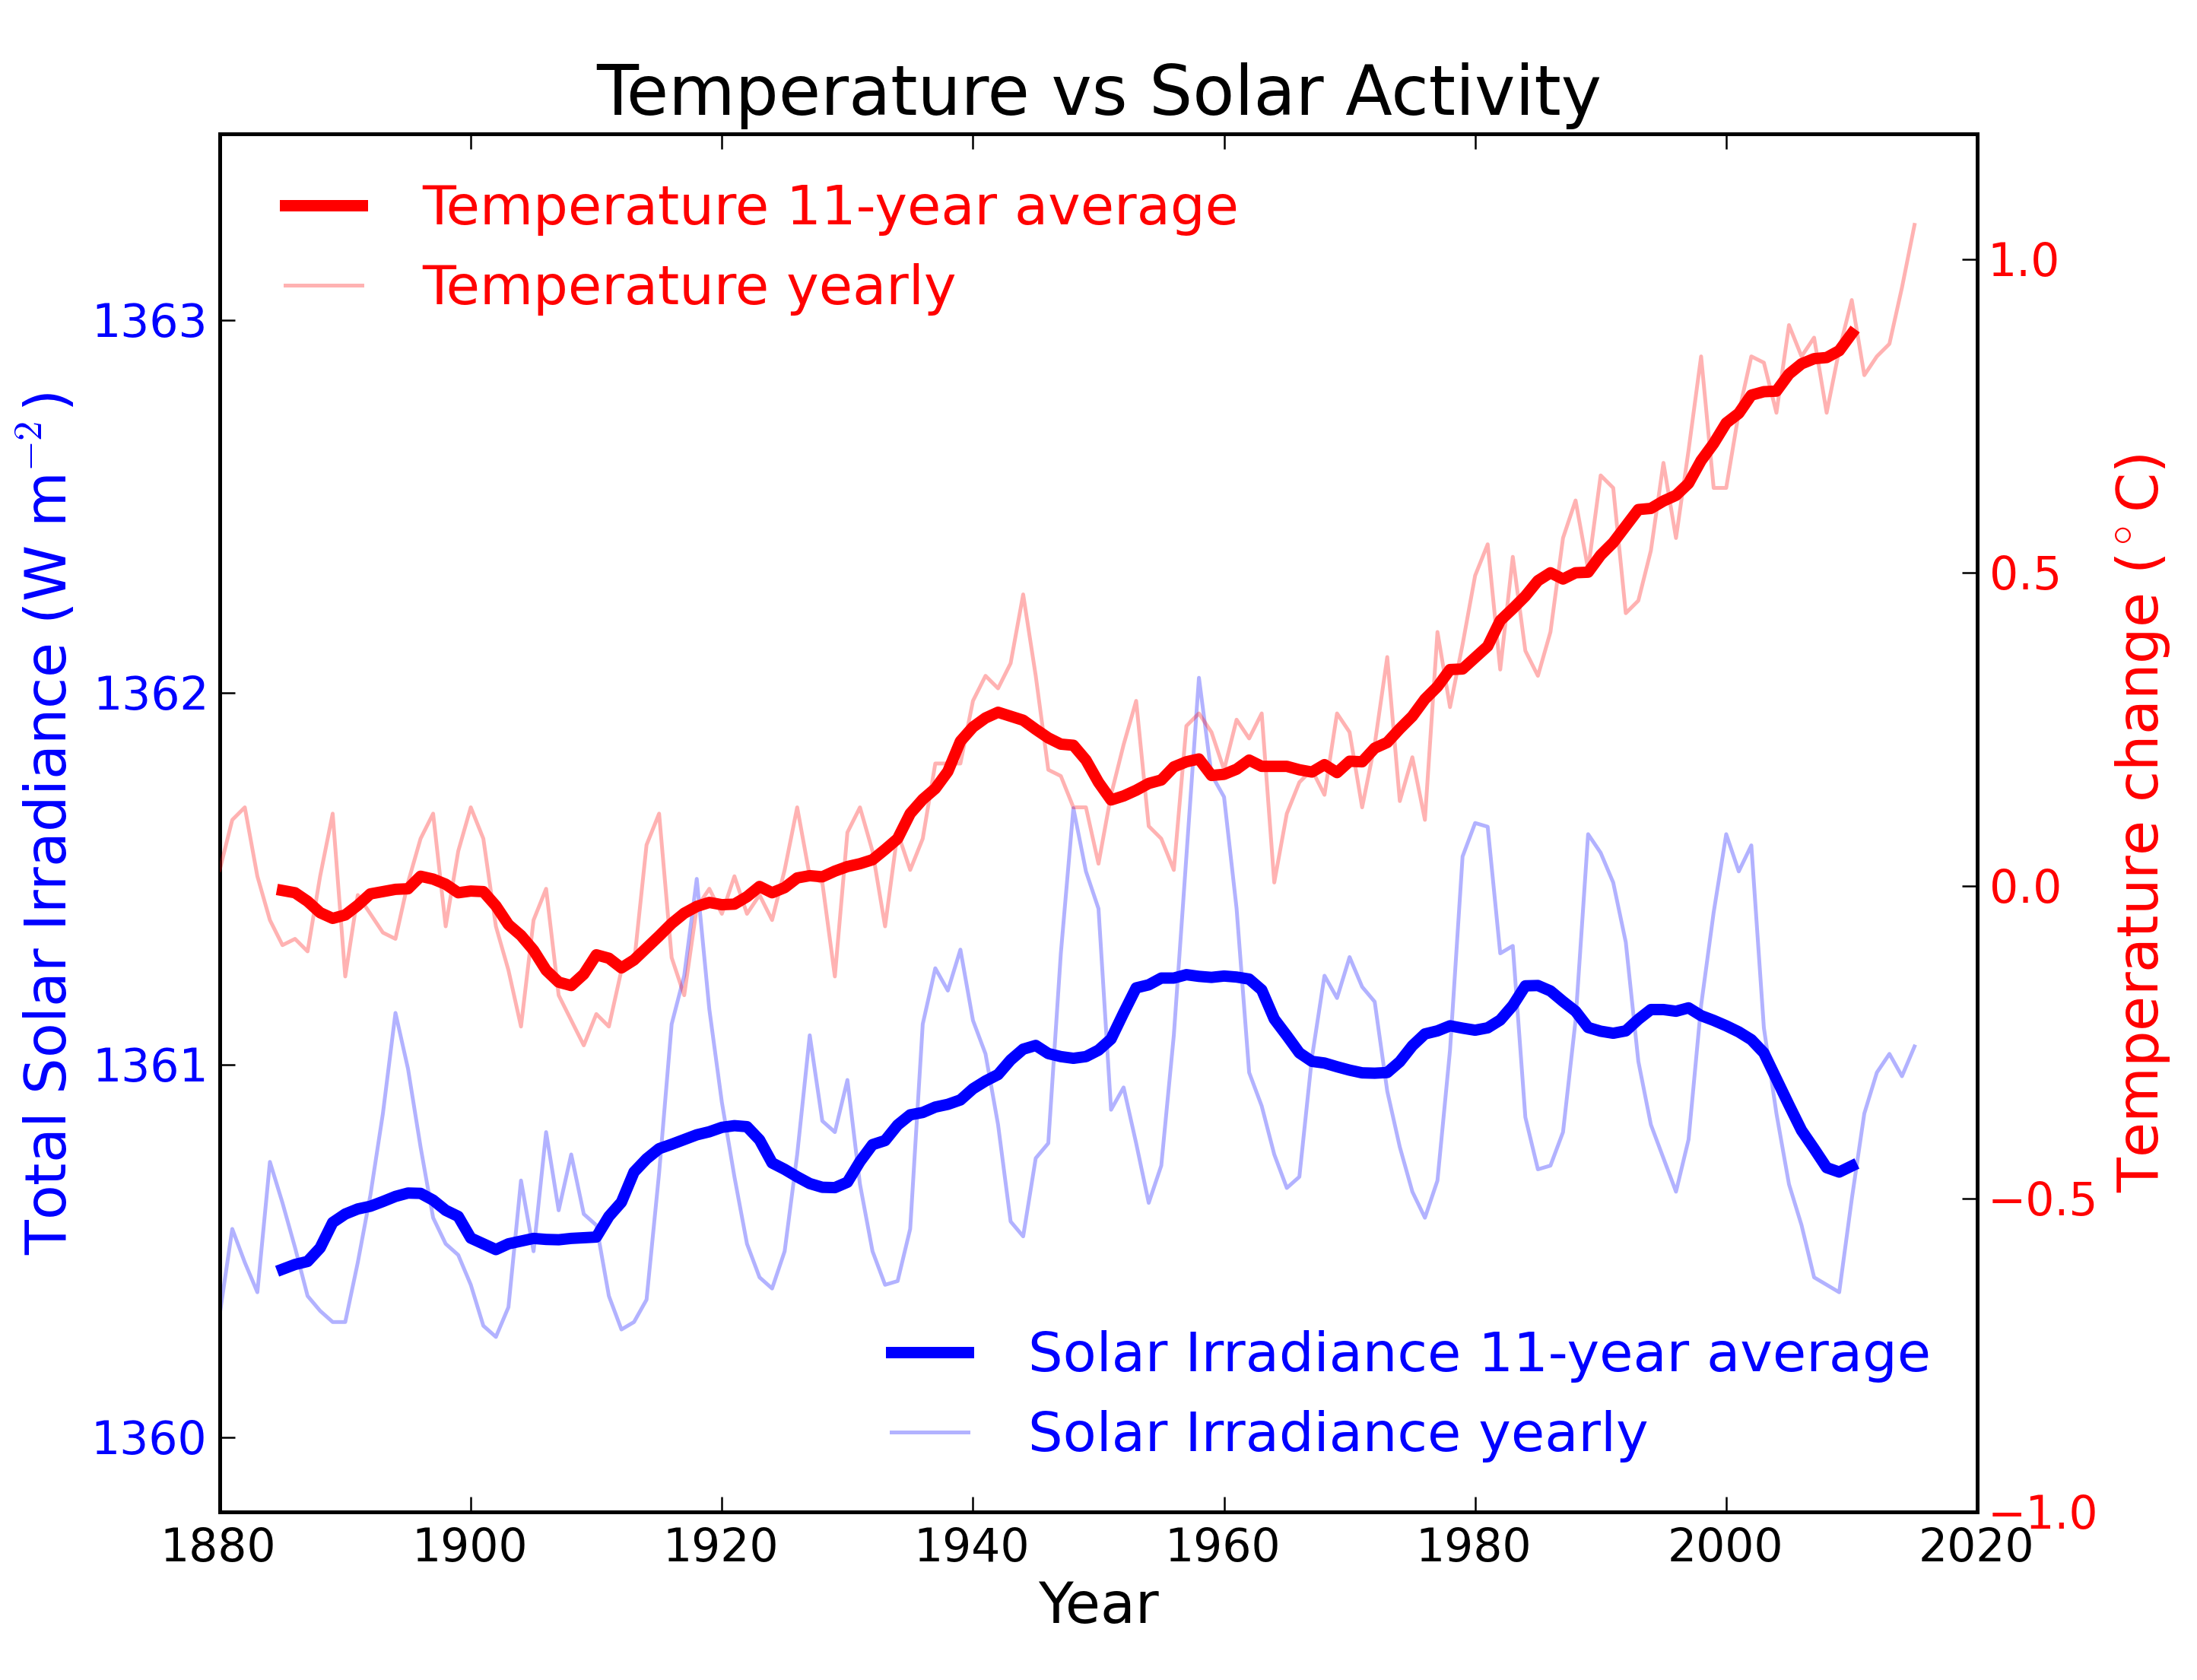 Temperature vs Solar Activity
Temperature 11-year average
Temperature yearly
1363
1362
1361
1360
Total Solar Irradiance (W m−2)
1.0
0.5
0.0
−0.5
−1.0
Temperature change (°C)
Solar Irradiance 11-year average
Solar Irradiance yearly
1880 1900 1920 1940 1960 1980 2000 2020
Year